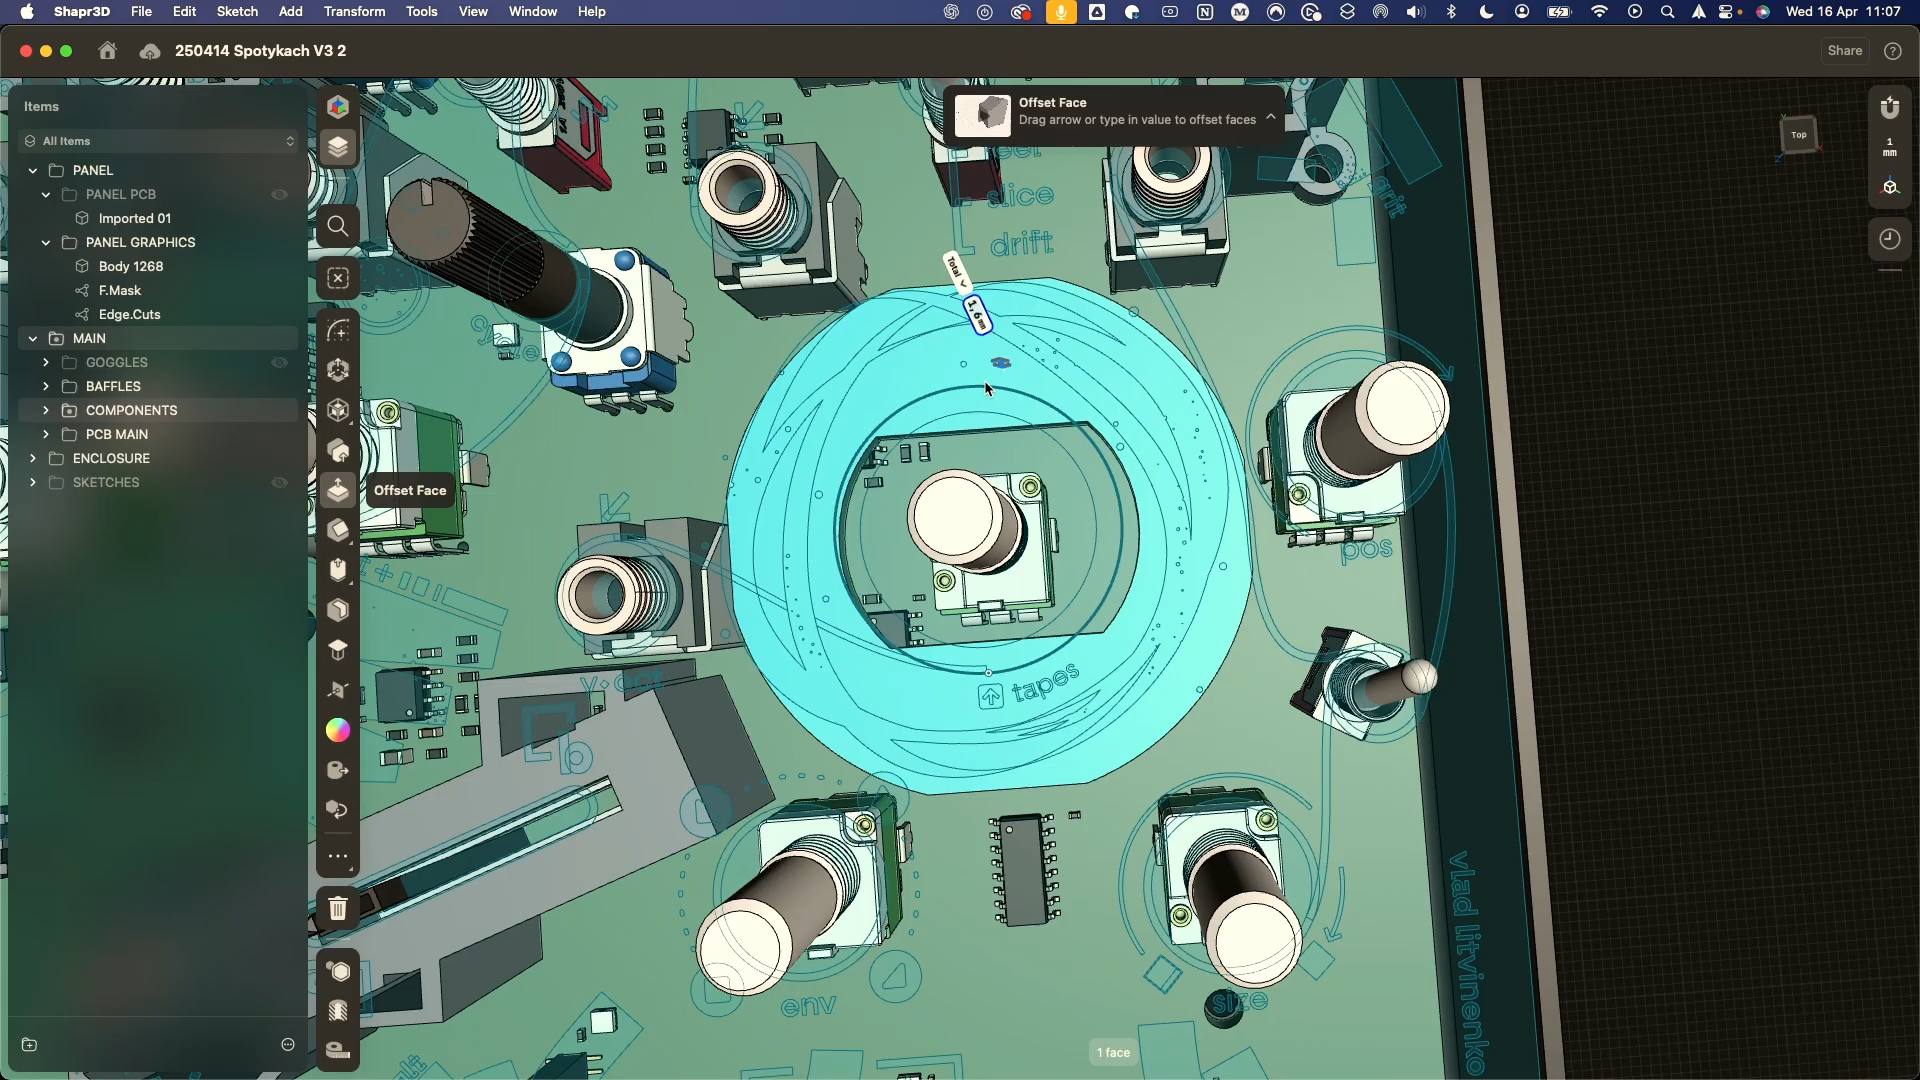 Shapr3D File Edit Sketch Add Transform Tools View Window Help
Wed 16 Apr 11:07
250414 Spotykach V3 2
Share
Items
All Items
PANEL
PANEL PCB
Imported 01
PANEL GRAPHICS
Body 1268
F.Mask
Edge.Cuts
MAIN
GOGGLES
BAFFLES
COMPONENTS
PCB MAIN
ENCLOSURE
SKETCHES
Offset Face
Offset Face
Drag arrow or type in value to offset faces
Top
1
mm
slice
drift
drift
Total
1,6 mm
pos
tapes
env
size
vlad litvinenko
1 face